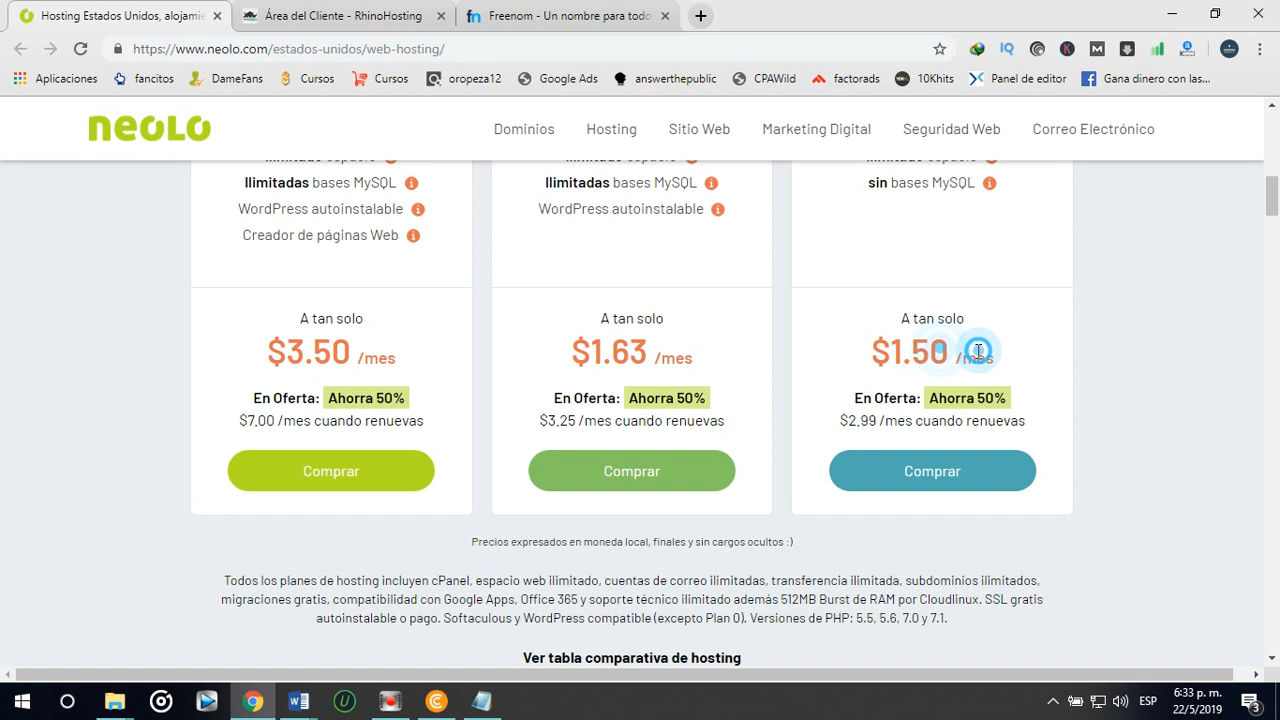 Hosting Estados Unidos, alojamie
Área del Cliente - RhinoHosting
Freenom - Un nombre para todo
https://www.neolo.com/estados-unidos/web-hosting/
Aplicaciones
fancitos
DameFans
Cursos
Cursos
oropeza12
Google Ads
answerthepublic
CPAWild
factorads
10Khits
Panel de editor
Gana dinero con las...
neolo
Dominios
Hosting
Sitio Web
Marketing Digital
Seguridad Web
Correo Electrónico
Ilimitadas bases MySQL
WordPress autoinstalable
Creador de páginas Web
A tan solo
$3.50 /mes
En Oferta: Ahorra 50%
$7.00 /mes cuando renuevas
Comprar
Ilimitadas bases MySQL
WordPress autoinstalable
A tan solo
$1.63 /mes
En Oferta: Ahorra 50%
$3.25 /mes cuando renuevas
Comprar
sin bases MySQL
A tan solo
$1.50 /mes
En Oferta: Ahorra 50%
$2.99 /mes cuando renuevas
Comprar
Precios expresados en moneda local, finales y sin cargos ocultos :)
Todos los planes de hosting incluyen cPanel, espacio web ilimitado, cuentas de correo ilimitadas, transferencia ilimitada, subdominios ilimitados,
migraciones gratis, compatibilidad con Google Apps, Office 365 y soporte técnico ilimitado además 512MB Burst de RAM por Cloudlinux. SSL gratis
autoinstalable o pago. Softaculous y WordPress compatible (excepto Plan 0). Versiones de PHP: 5.5, 5.6, 7.0 y 7.1.
Ver tabla comparativa de hosting
ESP
6:33 p. m.
22/5/2019
3